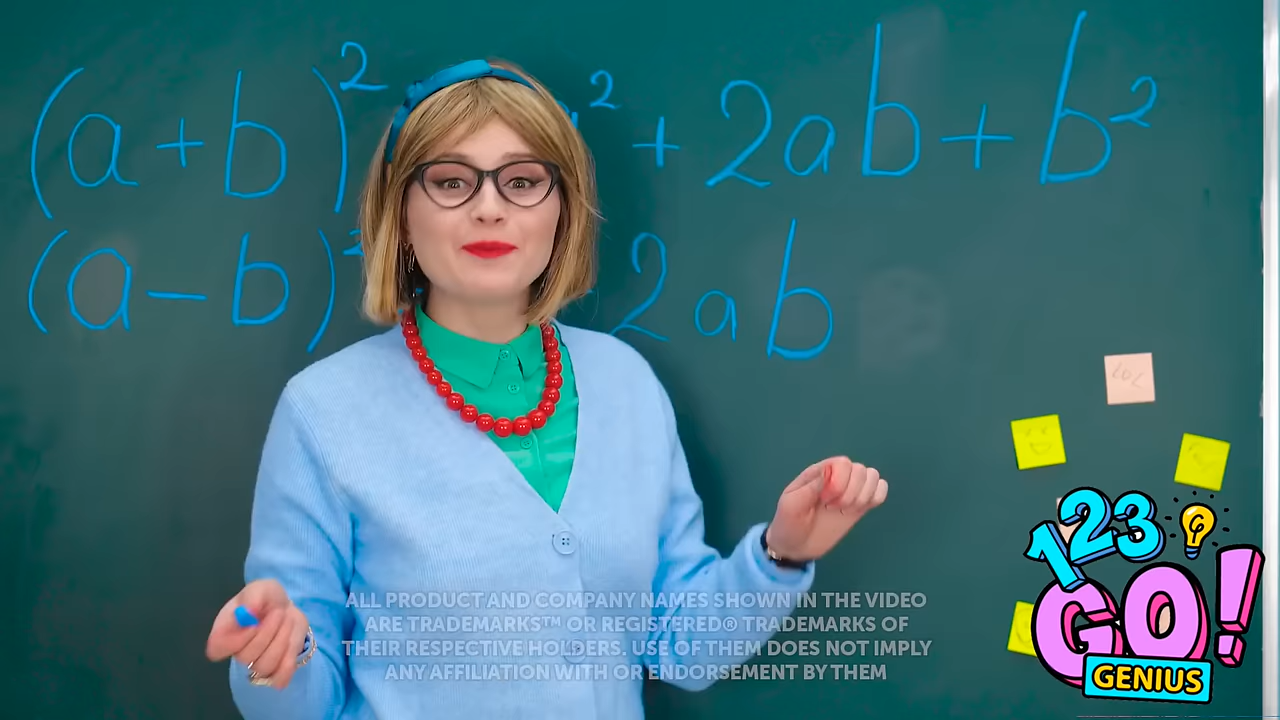 (a+b)² ² + 2ab + b²
(a-b)² 2ab
LOL
123
GO!
GENIUS
ALL PRODUCT AND COMPANY NAMES SHOWN IN THE VIDEO
ARE TRADEMARKS™ OR REGISTERED® TRADEMARKS OF
THEIR RESPECTIVE HOLDERS. USE OF THEM DOES NOT IMPLY
ANY AFFILIATION WITH OR ENDORSEMENT BY THEM